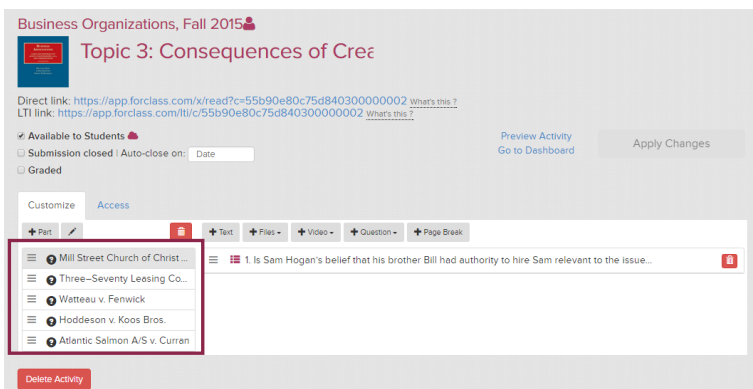 Business Organizations, Fall 2015
Topic 3: Consequences of Crea
Direct link: https://app.forclass.com/x/read?c=55b90e80c75d840300000002 What's this ?
LTI link: https://app.forclass.com/lti/c/55b90e80c75d840300000002 What's this ?
Available to Students
Submission closed | Auto-close on: Date
Graded
Preview Activity
Go to Dashboard
Apply Changes
Customize Access
Part
Text Files Video Question Page Break
Mill Street Church of Christ ...
Three–Seventy Leasing Co...
Watteau v. Fenwick
Hoddeson v. Koos Bros.
Atlantic Salmon A/S v. Curran
1. Is Sam Hogan's belief that his brother Bill had authority to hire Sam relevant to the issue...
Delete Activity